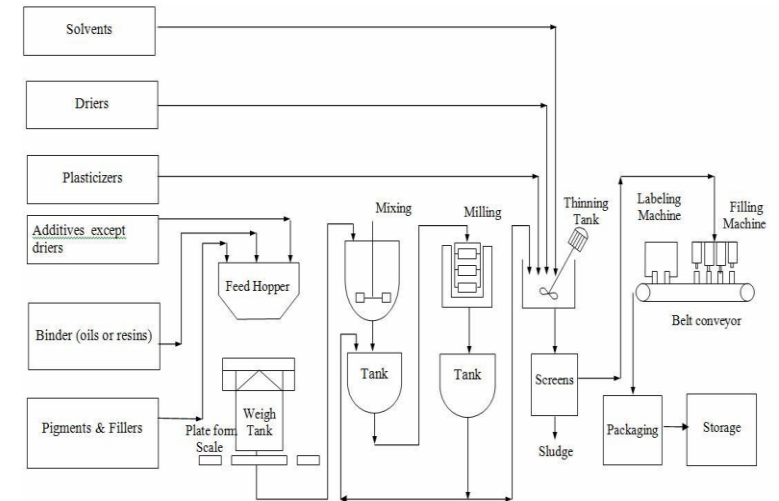 Solvents
Driers
Plasticizers
Additives except
driers
Binder (oils or resins)
Pigments & Fillers
Feed Hopper
Weigh
Tank
Plate form
Scale
Mixing
Tank
Milling
Tank
Thinning
Tank
Screens
Sludge
Labeling
Machine
Filling
Machine
Belt conveyor
Packaging
Storage